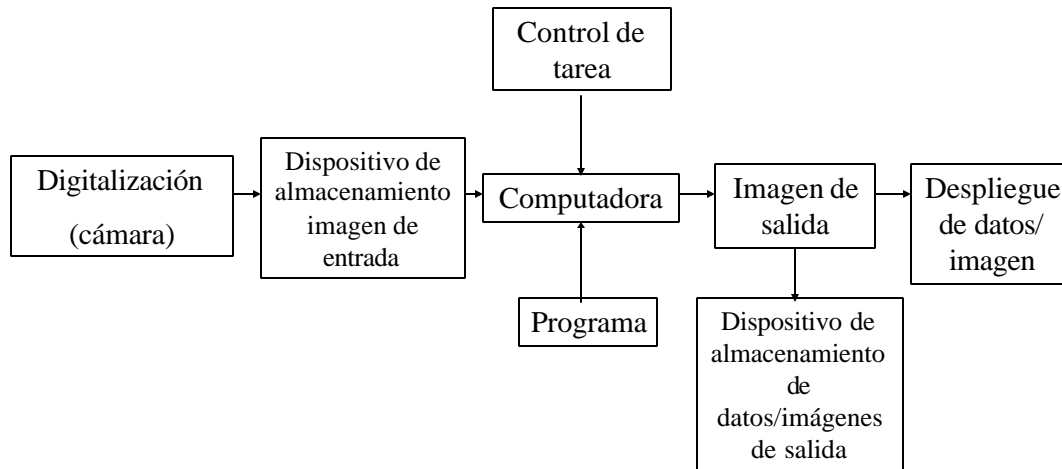 Control de
tarea
Digitalización
(cámara)
Dispositivo de
almacenamiento
imagen de
entrada
Computadora
Imagen de
salida
Despliegue
de datos/
imagen
Programa
Dispositivo de
almacenamiento
de
datos/imágenes
de salida